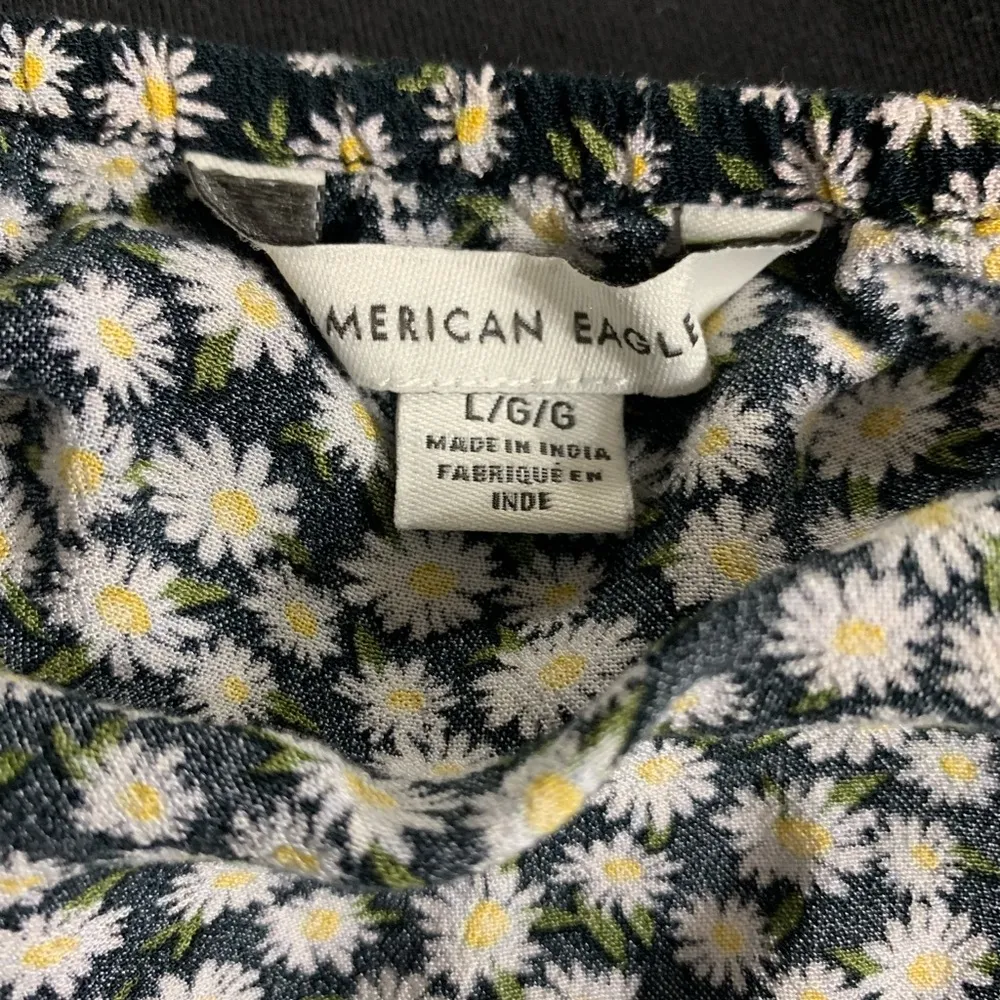 AMERICAN EAGLE
L/G/G
MADE IN INDIA
FABRIQUÉ EN
INDE